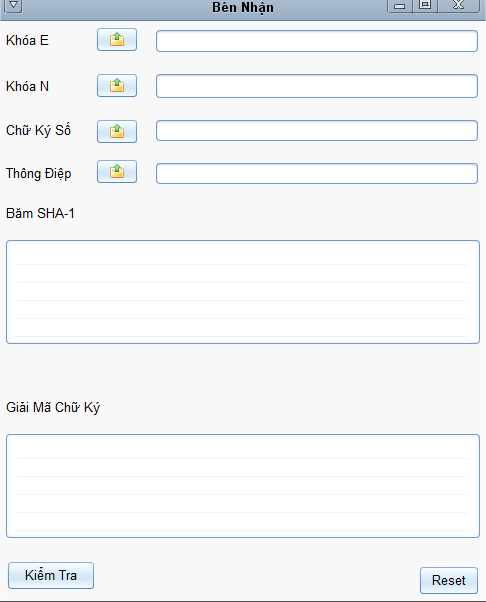 Bên Nhận
Khóa E
Khóa N
Chữ Ký Số
Thông Điệp
Băm SHA-1
Giải Mã Chữ Ký
Kiểm Tra
Reset